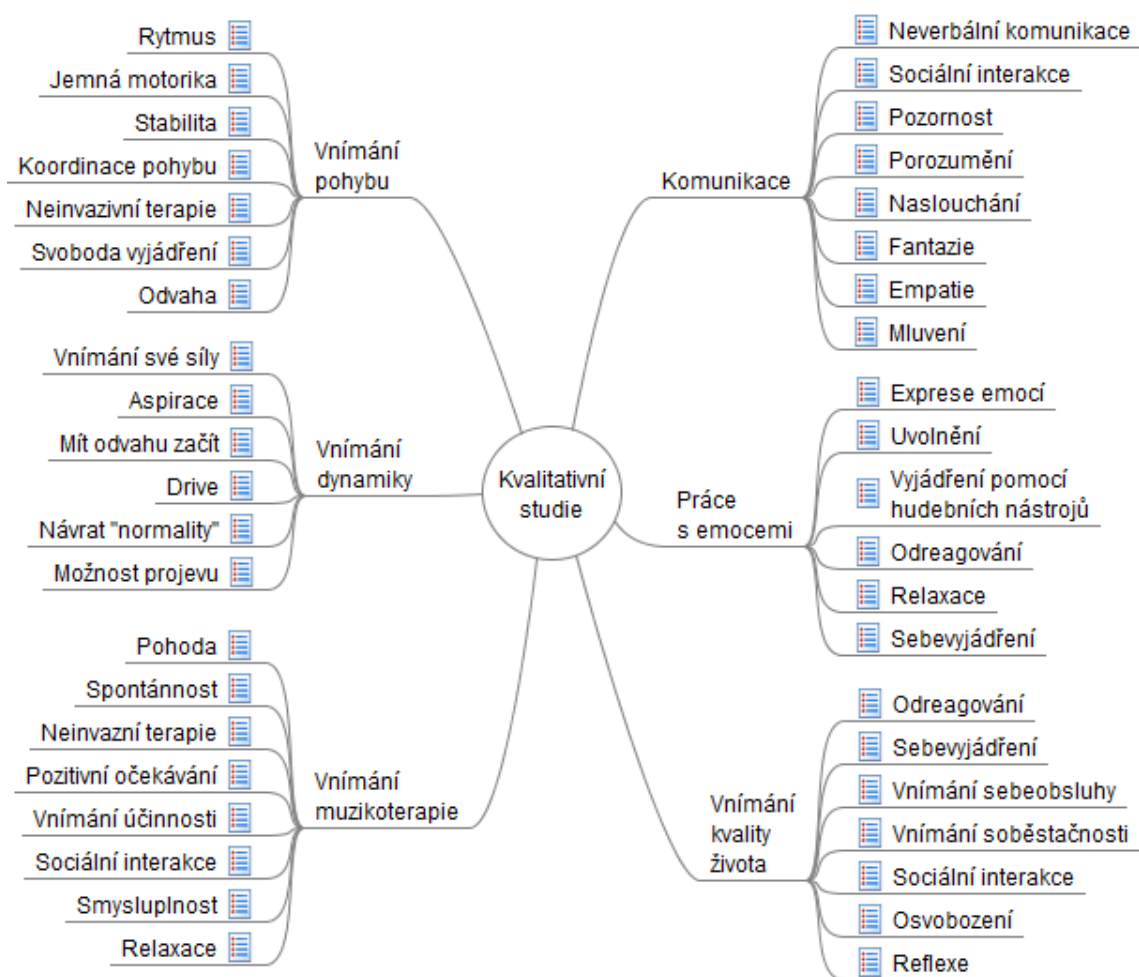 Rytmus
Jemná motorika
Stabilita
Koordinace pohybu
Neinvazivní terapie
Svoboda vyjádření
Odvaha
Vnímání
pohybu
Vnímání své síly
Aspirace
Mít odvahu začít
Drive
Návrat "normality"
Možnost projevu
Vnímání
dynamiky
Pohoda
Spontánnost
Neinvazní terapie
Pozitivní očekávání
Vnímání účinnosti
Sociální interakce
Smysluplnost
Relaxace
Vnímání
muzikoterapie
Kvalitativní
studie
Komunikace
Neverbální komunikace
Sociální interakce
Pozornost
Porozumění
Naslouchání
Fantazie
Empatie
Mluvení
Práce
s emocemi
Exprese emocí
Uvolnění
Vyjádření pomocí
hudebních nástrojů
Odreagování
Relaxace
Sebevyjádření
Vnímání
kvality
života
Odreagování
Sebevyjádření
Vnímání sebeobsluhy
Vnímání soběstačnosti
Sociální interakce
Osvobození
Reflexe